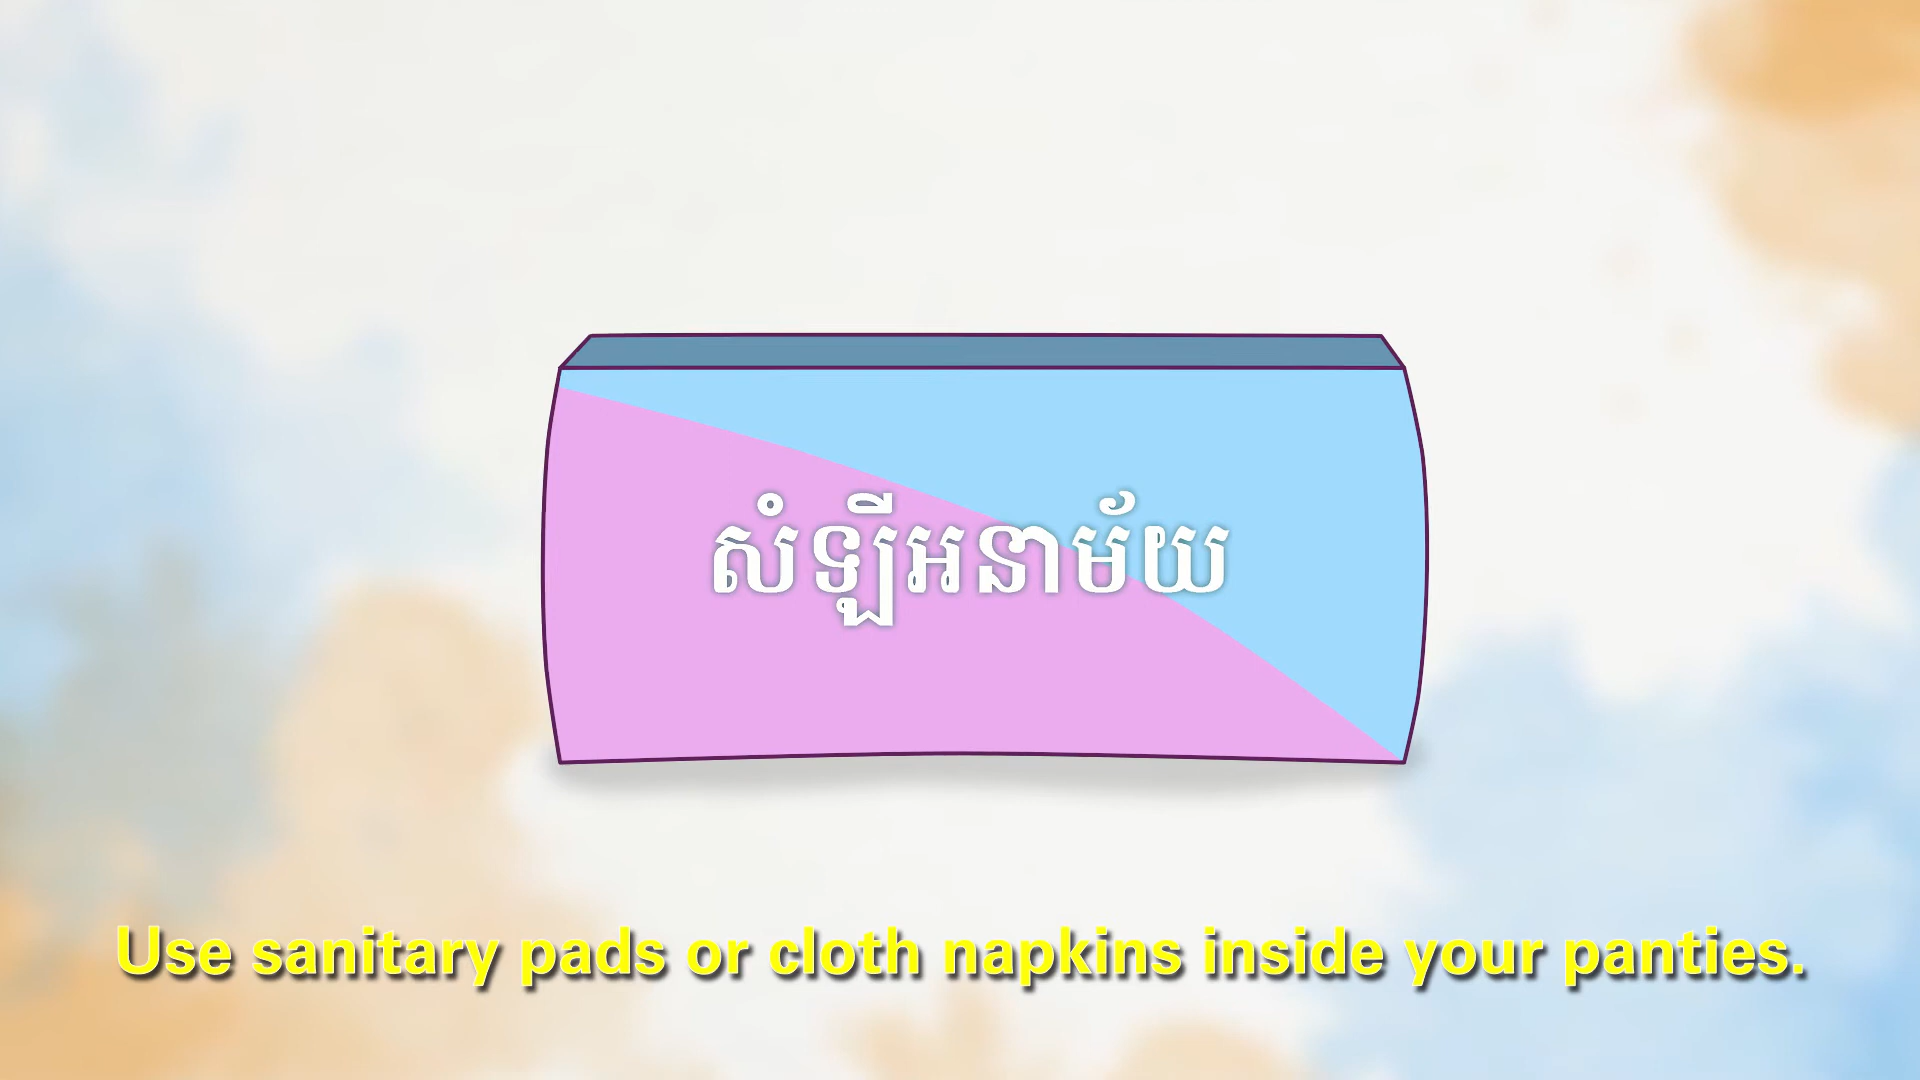 សំឡីអនាម័យ
Use sanitary pads or cloth napkins inside your panties.